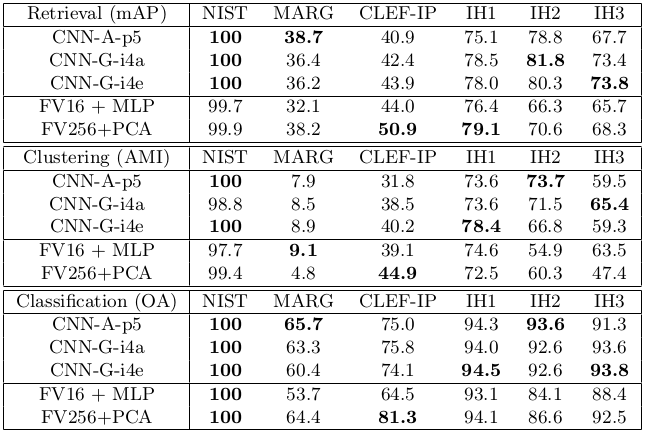 Retrieval (mAP) NIST MARG CLEF-IP IH1 IH2 IH3
CNN-A-p5 100 38.7 40.9 75.1 78.8 67.7
CNN-G-i4a 100 36.4 42.4 78.5 81.8 73.4
CNN-G-i4e 100 36.2 43.9 78.0 80.3 73.8
FV16 + MLP 99.7 32.1 44.0 76.4 66.3 65.7
FV256+PCA 99.9 38.2 50.9 79.1 70.6 68.3
Clustering (AMI) NIST MARG CLEF-IP IH1 IH2 IH3
CNN-A-p5 100 7.9 31.8 73.6 73.7 59.5
CNN-G-i4a 98.8 8.5 38.5 73.6 71.5 65.4
CNN-G-i4e 100 8.9 40.2 78.4 66.8 59.3
FV16 + MLP 97.7 9.1 39.1 74.6 54.9 63.5
FV256+PCA 99.4 4.8 44.9 72.5 60.3 47.4
Classification (OA) NIST MARG CLEF-IP IH1 IH2 IH3
CNN-A-p5 100 65.7 75.0 94.3 93.6 91.3
CNN-G-i4a 100 63.3 75.8 94.0 92.6 93.6
CNN-G-i4e 100 60.4 74.1 94.5 92.6 93.8
FV16 + MLP 100 53.7 64.5 93.1 84.1 88.4
FV256+PCA 100 64.4 81.3 94.1 86.6 92.5